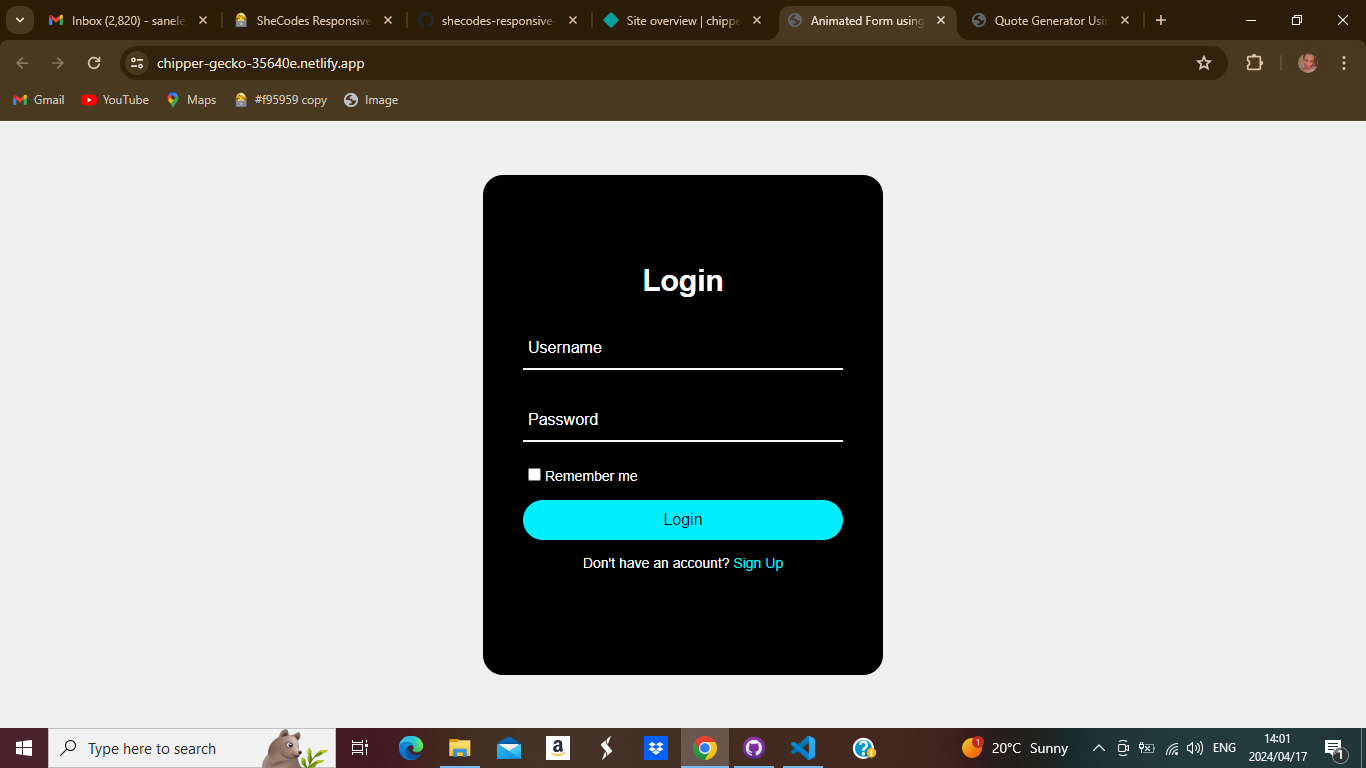 Inbox (2,820) - sanele
SheCodes Responsive
shecodes-responsive-
Site overview | chippe
Animated Form using
Quote Generator Usi
chipper-gecko-35640e.netlify.app
Gmail
YouTube
Maps
#f95959 copy
Image
Login
Username
Password
Remember me
Login
Don't have an account? Sign Up
Type here to search
20°C Sunny
ENG
14:01
2024/04/17